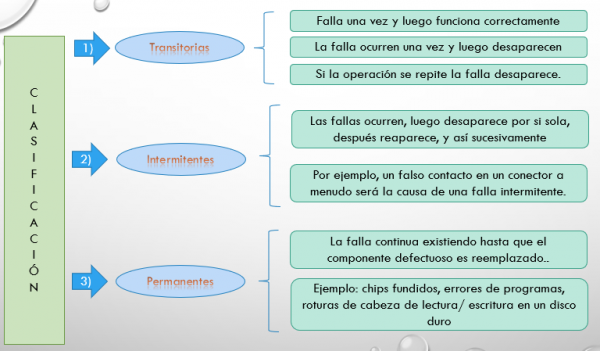 CLASIFICACIÓN
1)
Transitorias
Falla una vez y luego funciona correctamente
La falla ocurren una vez y luego desaparecen
Si la operación se repite la falla desaparece.
2)
Intermitentes
Las fallas ocurren, luego desaparece por si sola,
después reaparece, y así sucesivamente
Por ejemplo, un falso contacto en un conector a
menudo será la causa de una falla intermitente.
3)
Permanentes
La falla continua existiendo hasta que el
componente defectuoso es reemplazado..
Ejemplo: chips fundidos, errores de programas,
roturas de cabeza de lectura/ escritura en un disco
duro